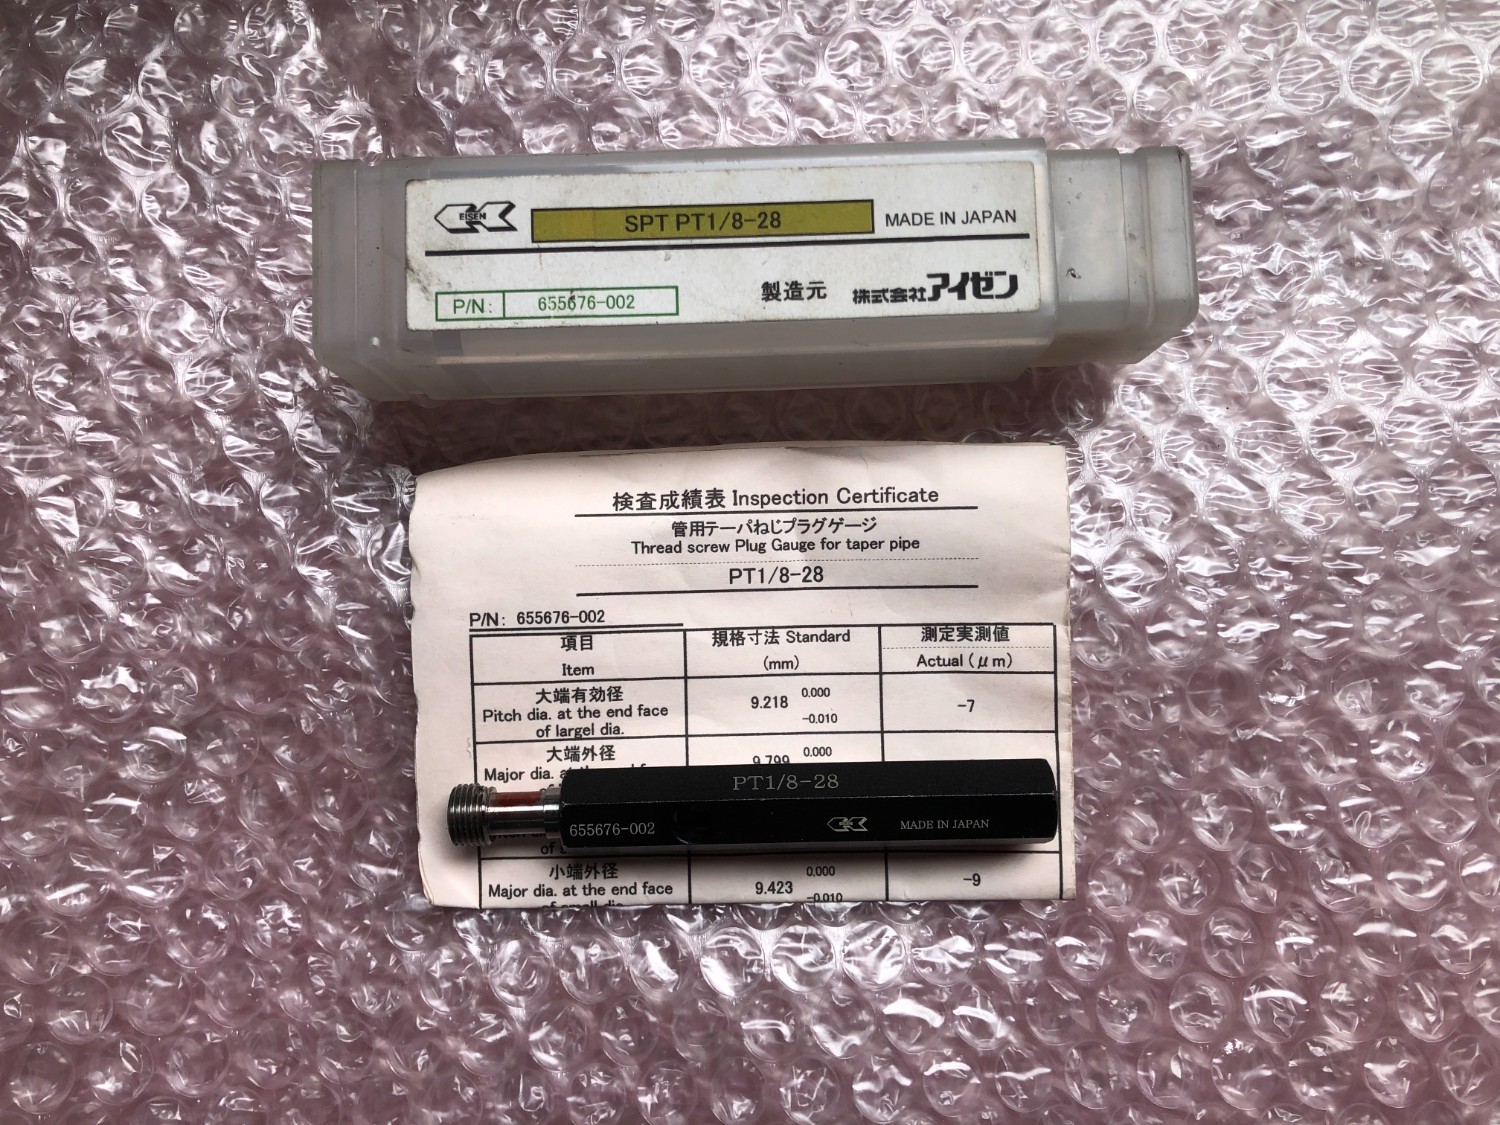 EISEN
SPT PT1/8-28
MADE IN JAPAN
P/N: 655676-002
製造元 株式会社アイゼン
検査成績表 Inspection Certificate
管用テーパねじプラグゲージ
Thread screw Plug Gauge for taper pipe
PT1/8-28
P/N: 655676-002
項目
Item
規格寸法 Standard
(mm)
測定実測値
Actual (μm)
大端有効径
Pitch dia. at the end face
of largel dia.
9.218 0.000
-0.010
-7
大端外径
Major dia.
9.799 0.000
PT1/8-28
655676-002
MADE IN JAPAN
of
小端外径
Major dia. at the end face
of small dia.
9.423 0.000
-0.010
-9